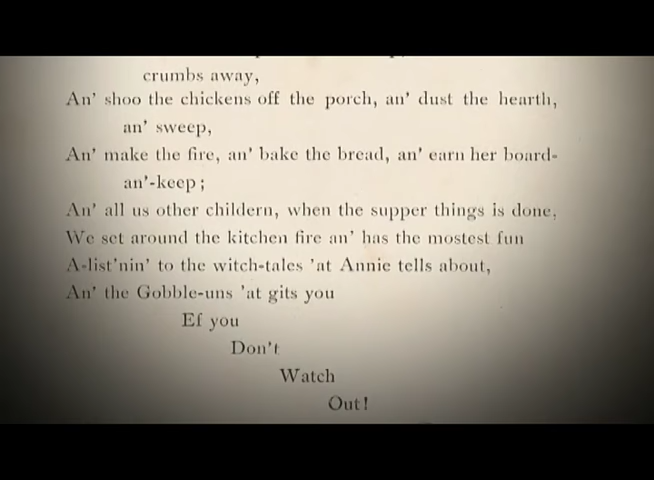 crumbs away,
An' shoo the chickens off the porch, an' dust the hearth,
an' sweep,
An' make the fire, an' bake the bread, an' earn her board-
an'-keep;
An' all us other childern, when the supper things is done,
We set around the kitchen fire an' has the mostest fun
A-list'nin' to the witch-tales 'at Annie tells about,
An' the Gobble-uns 'at gits you
Ef you
Don't
Watch
Out!